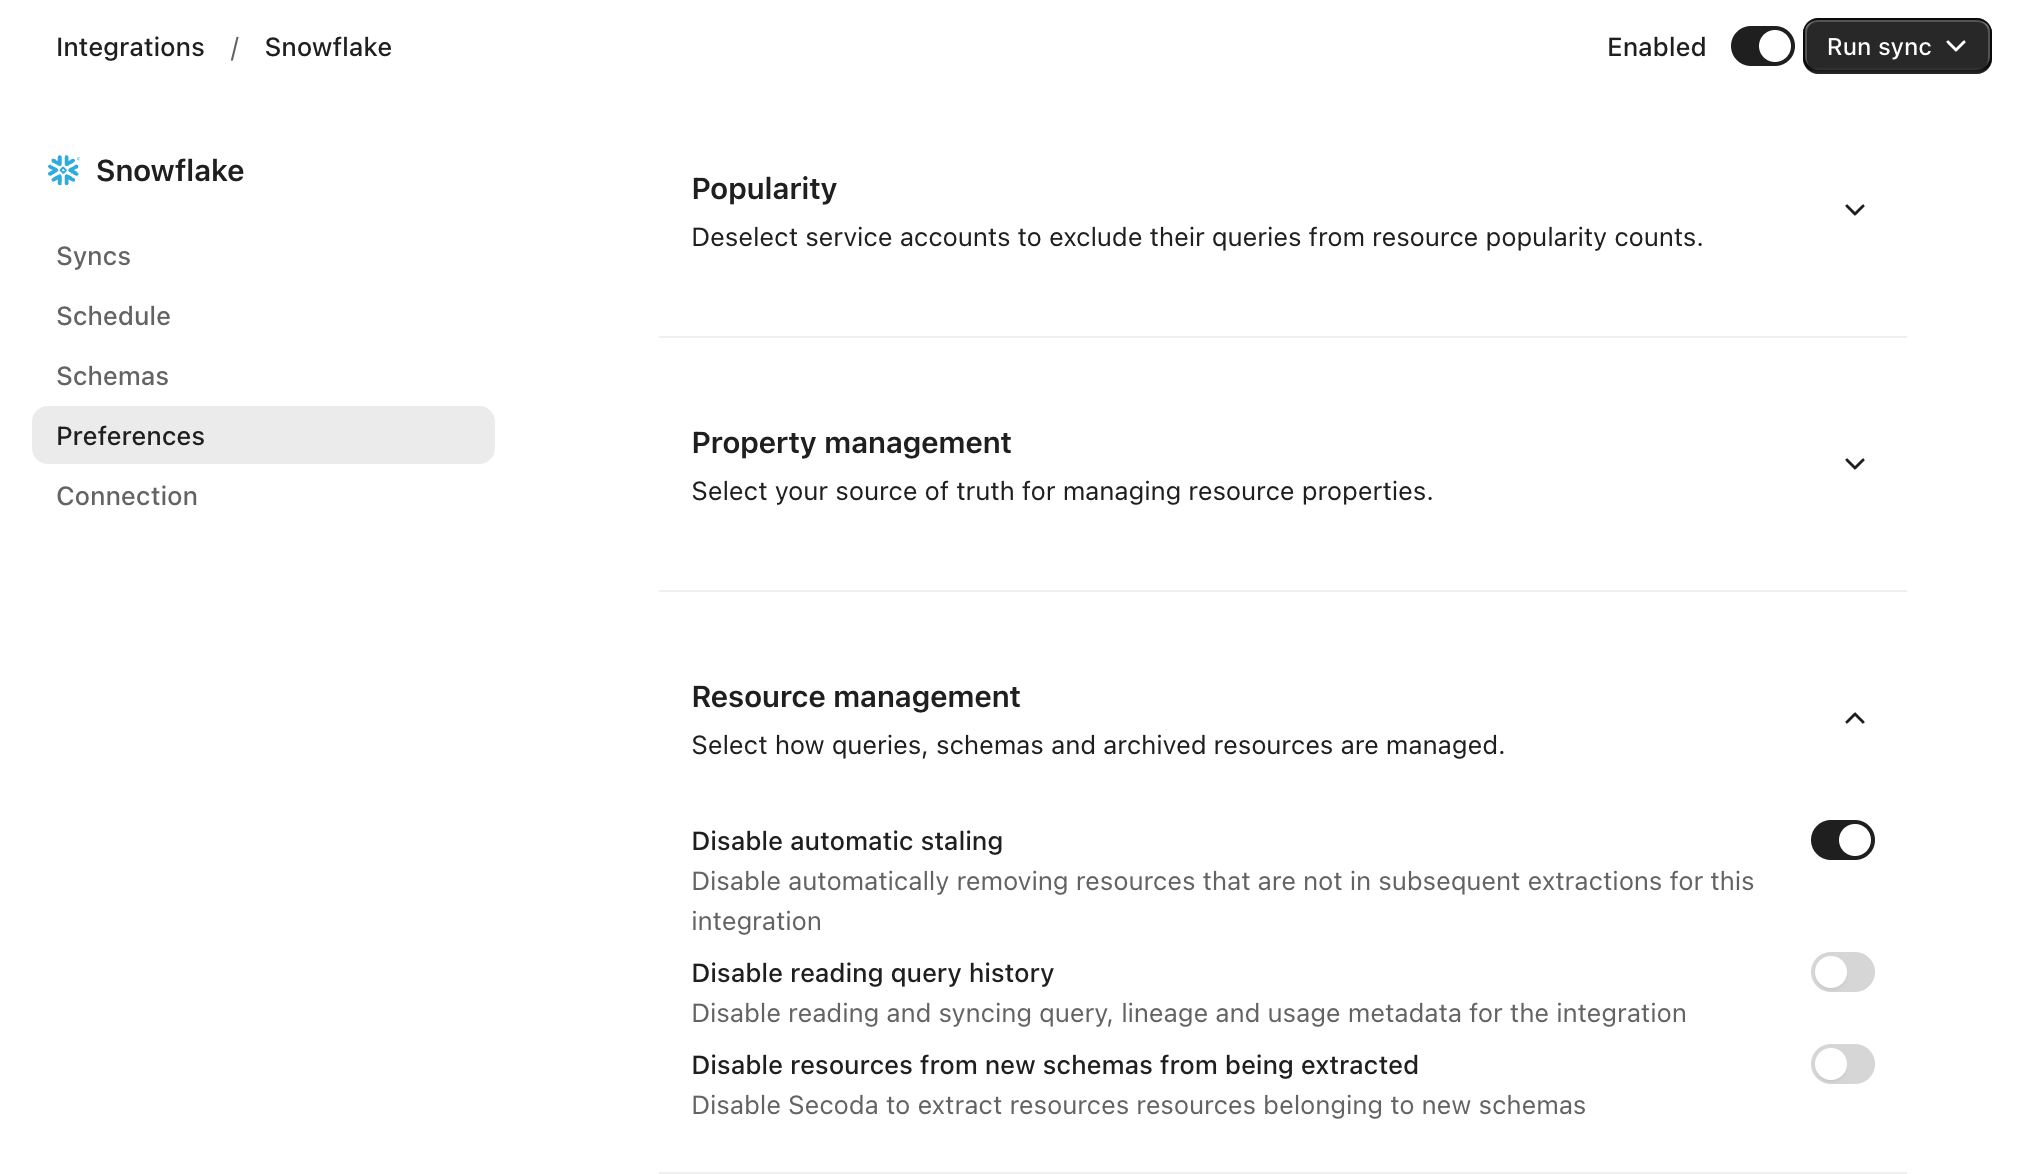 Integrations / Snowflake
Enabled
Run sync
Snowflake
Syncs
Schedule
Schemas
Preferences
Connection
Popularity
Deselect service accounts to exclude their queries from resource popularity counts.
Property management
Select your source of truth for managing resource properties.
Resource management
Select how queries, schemas and archived resources are managed.
Disable automatic staling
Disable automatically removing resources that are not in subsequent extractions for this
integration
Disable reading query history
Disable reading and syncing query, lineage and usage metadata for the integration
Disable resources from new schemas from being extracted
Disable Secoda to extract resources resources belonging to new schemas